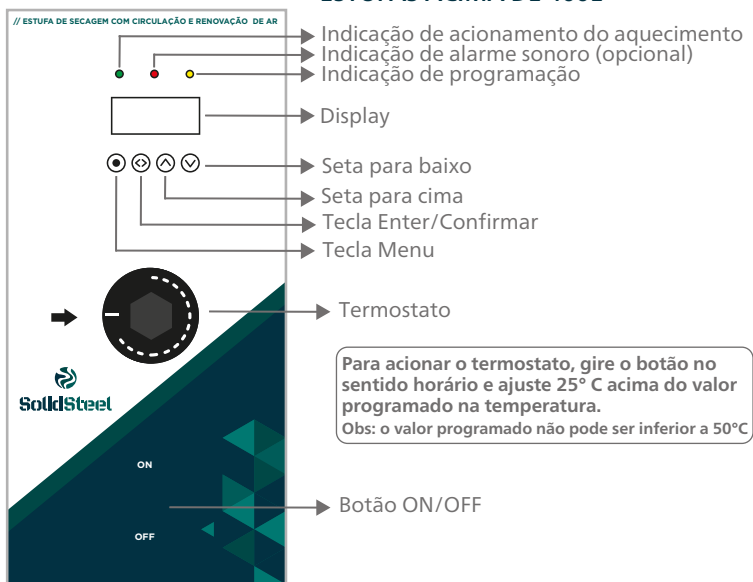 ESTUFAS ACIMA DE
// ESTUFA DE SECAGEM COM CIRCULAÇÃO E RENOVAÇÃO DE AR
Indicação de acionamento do aquecimento
Indicação de alarme sonoro (opcional)
Indicação de programação
Display
Seta para baixo
Seta para cima
Tecla Enter/Confirmar
Tecla Menu
Termostato
SolidSteel
Para acionar o termostato, gire o botão no
sentido horário e ajuste 25° C acima do valor
programado na temperatura.
Obs: o valor programado não pode ser inferior a 50°C
ON
Botão ON/OFF
OFF